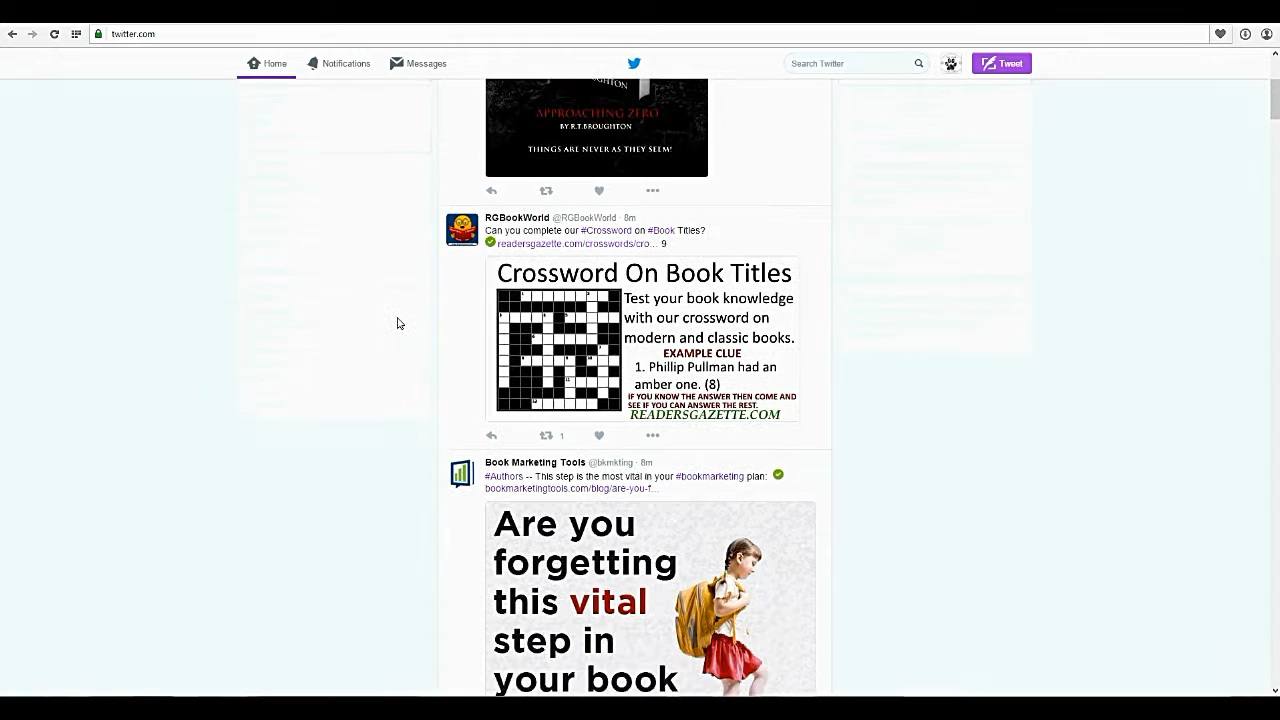 twitter.com
Home Notifications Messages Search Twitter Tweet
APPROACHING ZERO
BY R.T.BROUGHTON
THINGS ARE NEVER AS THEY SEEM!
RGBookWorld @RGBookWorld · 8m
Can you complete our #Crossword on #Book Titles?
readersgazette.com/crosswords/cro... 9
Crossword On Book Titles
Test your book knowledge
with our crossword on
modern and classic books.
EXAMPLE CLUE
1. Phillip Pullman had an
amber one. (8)
IF YOU KNOW THE ANSWER THEN COME AND
SEE IF YOU CAN ANSWER THE REST.
READERSGAZETTE.COM
1
Book Marketing Tools @bkmkting · 8m
#Authors -- This step is the most vital in your #bookmarketing plan:
bookmarketingtools.com/blog/are-you-f...
Are you
forgetting
this vital
step in
your book